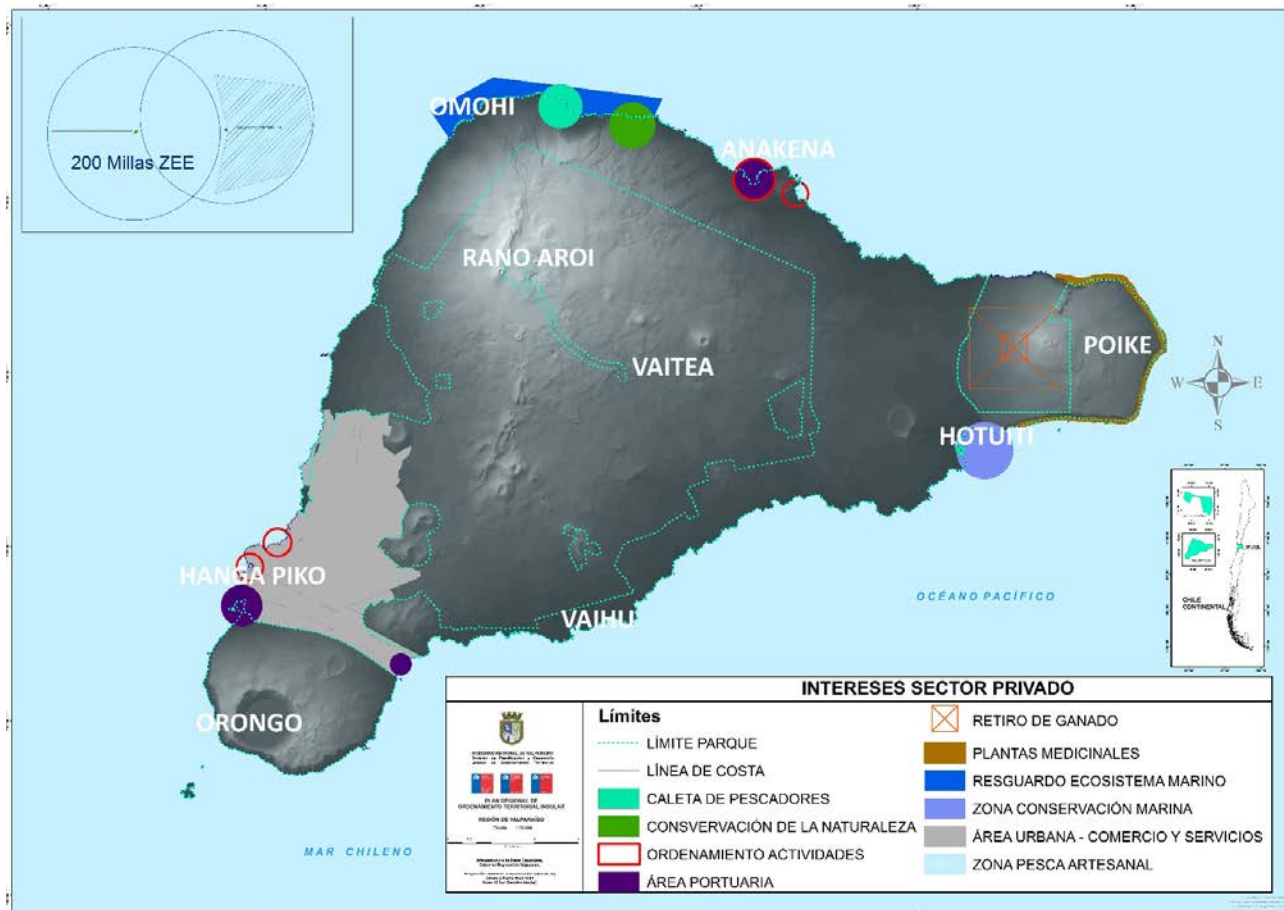 200 Millas ZEE
OMOHI
ANAKENA
RANO AROI
VAITEA
POIKE
N
W
E
S
HOTUITI
HANGA PIKO
VAIHU
ORONGO
OCÉANO PACÍFICO
MAR CHILENO
CHILE
CONTINENTAL
INTERESES SECTOR PRIVADO
GOBIERNO REGIONAL DE VALPARAÍSO
PLAN REGIONAL DE
ORDENAMIENTO TERRITORIAL INSULAR
REGIÓN DE VALPARAÍSO
Límites
LÍMITE PARQUE
LÍNEA DE COSTA
CALETA DE PESCADORES
CONSVERVACIÓN DE LA NATURALEZA
ORDENAMIENTO ACTIVIDADES
ÁREA PORTUARIA
RETIRO DE GANADO
PLANTAS MEDICINALES
RESGUARDO ECOSISTEMA MARINO
ZONA CONSERVACIÓN MARINA
ÁREA URBANA - COMERCIO Y SERVICIOS
ZONA PESCA ARTESANAL